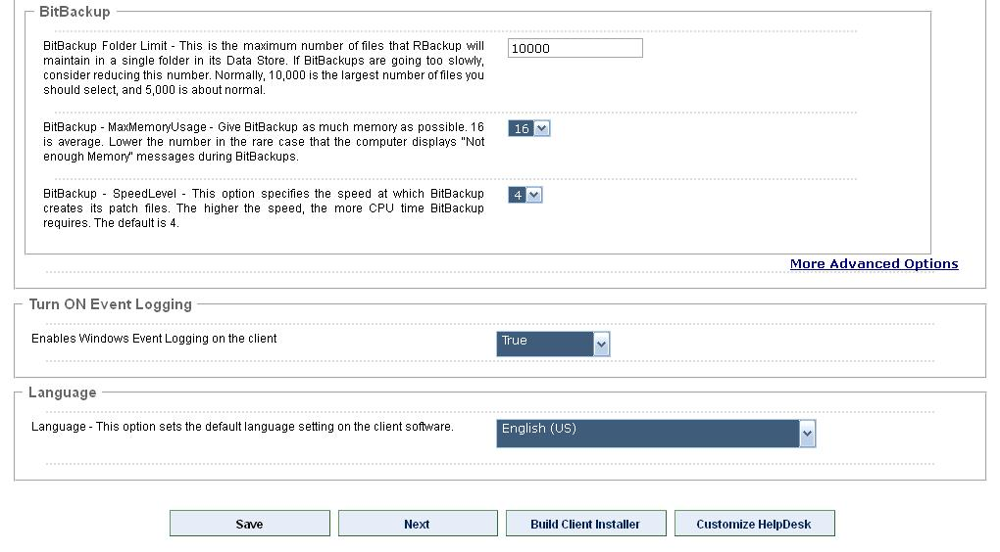 BitBackup
BitBackup Folder Limit - This is the maximum number of files that RBackup will
maintain in a single folder in its Data Store. If BitBackups are going too slowly,
consider reducing this number. Normally, 10,000 is the largest number of files you
should select, and 5,000 is about normal.
10000
BitBackup - MaxMemoryUsage - Give BitBackup as much memory as possible. 16
is average. Lower the number in the rare case that the computer displays "Not
enough Memory" messages during BitBackups.
16
BitBackup - SpeedLevel - This option specifies the speed at which BitBackup
creates its patch files. The higher the speed, the more CPU time BitBackup
requires. The default is 4.
4
More Advanced Options
Turn ON Event Logging
Enables Windows Event Logging on the client
True
Language
Language - This option sets the default language setting on the client software.
English (US)
Save
Next
Build Client Installer
Customize HelpDesk